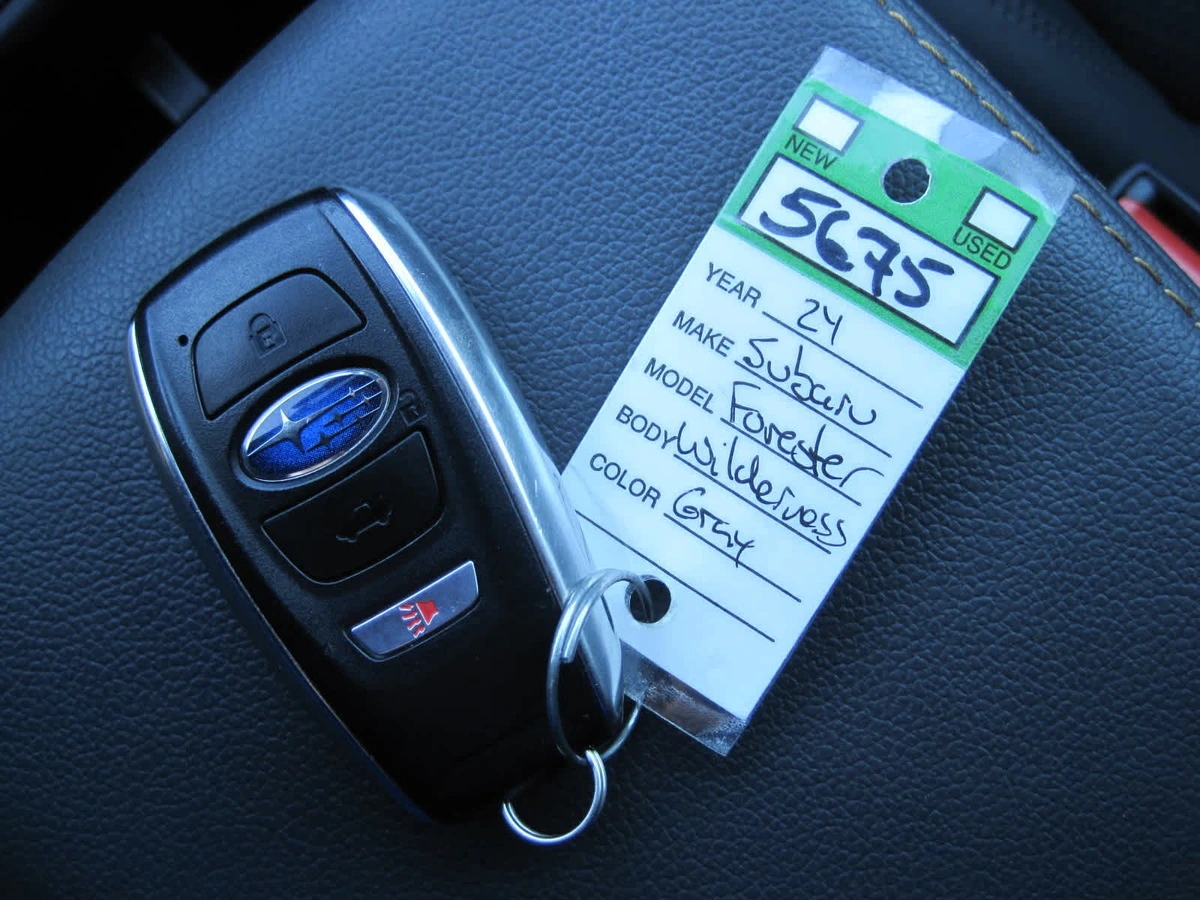 NEW
USED
5675
YEAR 24
MAKE Subaru
MODEL Forester
BODY Wilderness
COLOR Gray